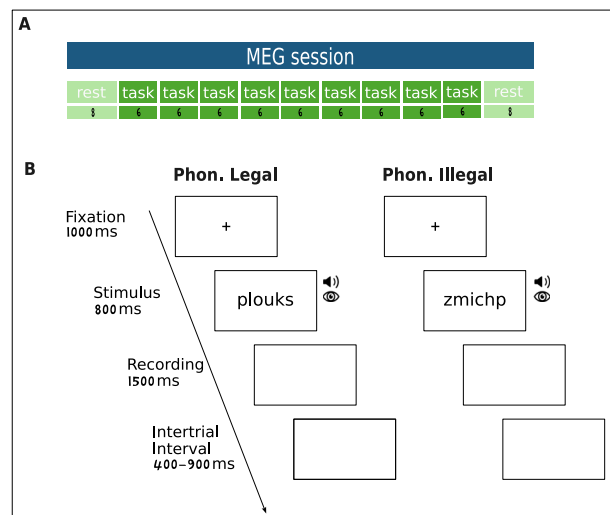 A
MEG session
rest task task task task task task task task task rest
8 6 6 6 6 6 6 6 6 6 8
B
Phon. Legal Phon. Illegal
Fixation
1000 ms
+ +
Stimulus
800 ms
plouks zmichp
Recording
1500 ms
Intertrial
Interval
400-900 ms